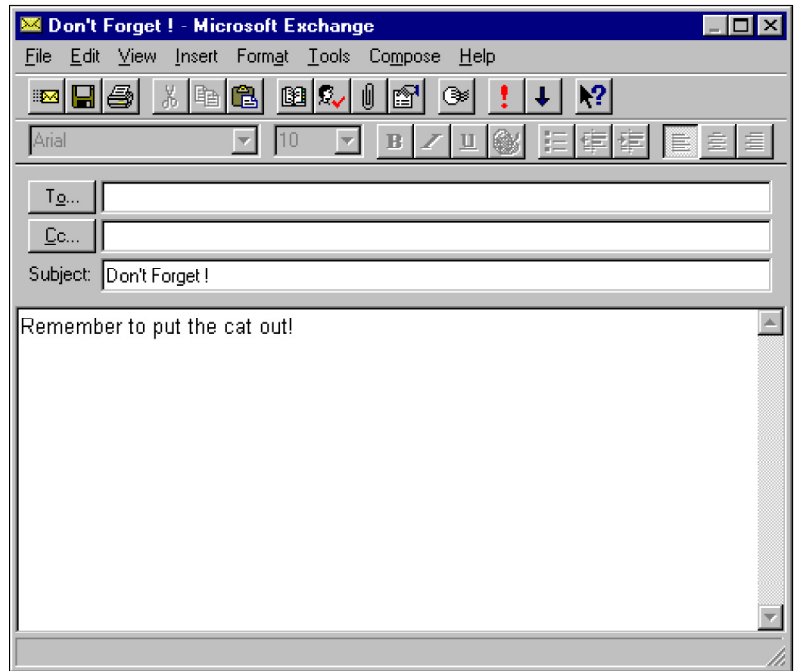 Don't Forget ! - Microsoft Exchange
File Edit View Insert Format Tools Compose Help
Arial 10 B I U
To...
Cc...
Subject: Don't Forget !
Remember to put the cat out!